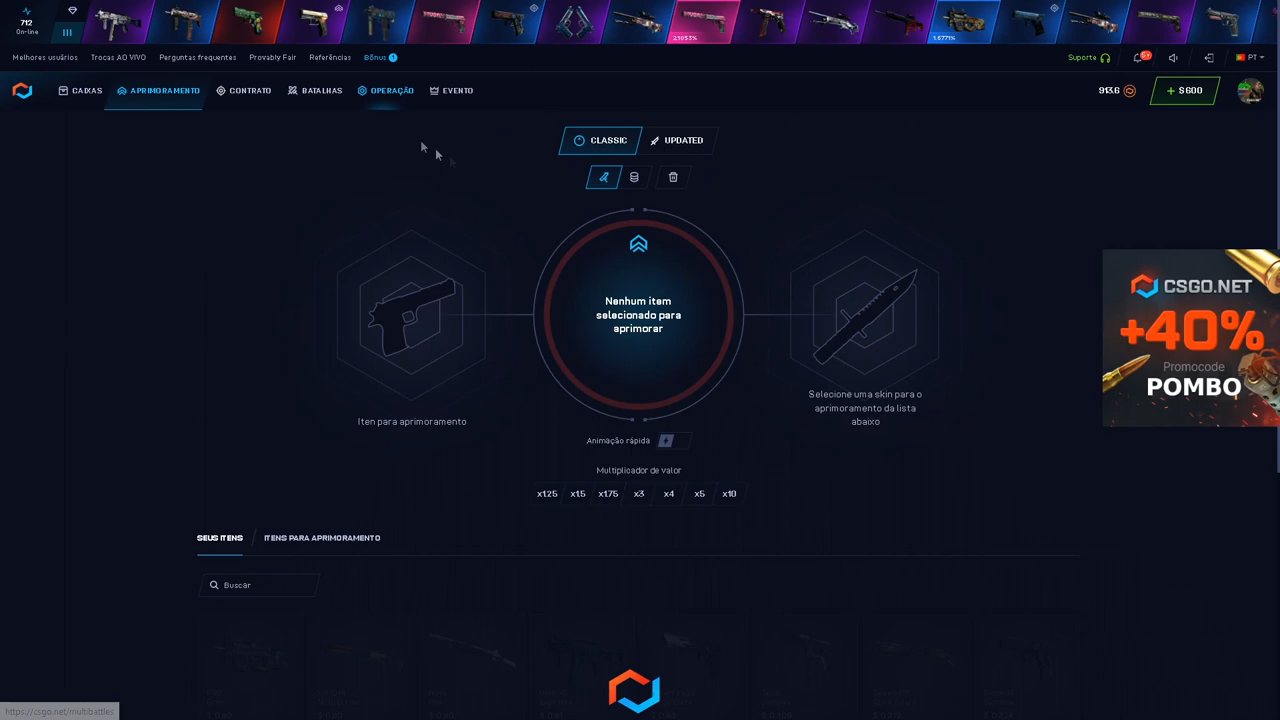 712
On-line
2.1053%
1.6771%
Melhores usuários
Trocas AO VIVO
Perguntas frequentes
Provably Fair
Referências
Bônus
Suporte
PT
CAIXAS
APRIMORAMENTO
CONTRATO
BATALHAS
OPERAÇÃO
EVENTO
913.6
+ $ 600
CLASSIC
UPDATED
Nenhum item
selecionado para
aprimorar
Iten para aprimoramento
Selecione uma skin para o
aprimoramento da lista
abaixo
CSGO.NET
+40%
Promocode
POMBO
Animação rápida
Multiplicador de valor
x1.25
x1.5
x1.75
x3
x4
x5
x10
SEUS ITENS
ITENS PARA APRIMORAMENTO
Buscar
https://csgo.net/multibattles